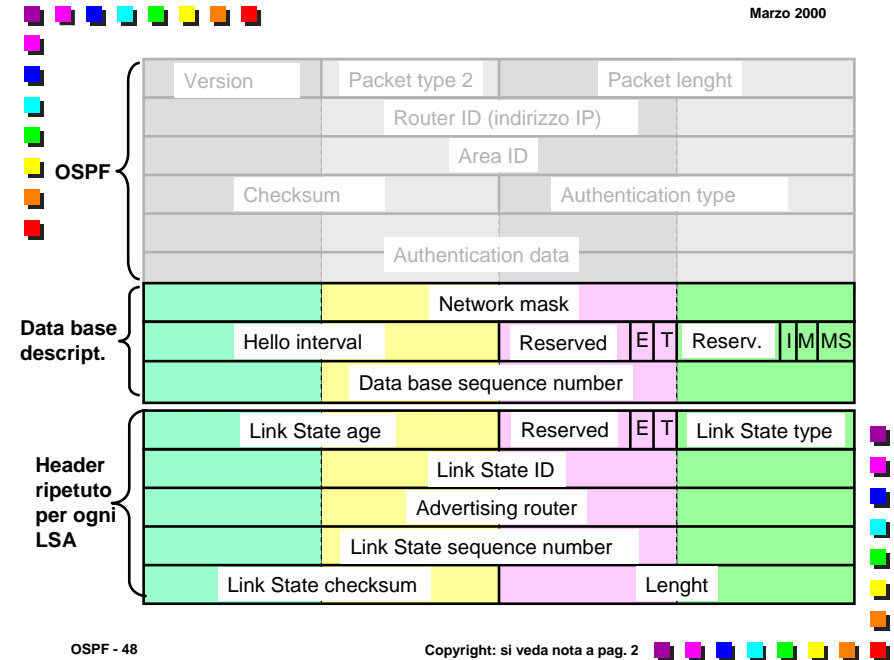 Marzo 2000
Version Packet type 2 Packet lenght
Router ID (indirizzo IP)
Area ID
OSPF
Checksum Authentication type
Authentication data
Network mask
Data base
descript.
Hello interval Reserved E T Reserv. I M MS
Data base sequence number
Link State age Reserved E T Link State type
Header
ripetuto
per ogni
LSA
Link State ID
Advertising router
Link State sequence number
Link State checksum Lenght
OSPF - 48
Copyright: si veda nota a pag. 2